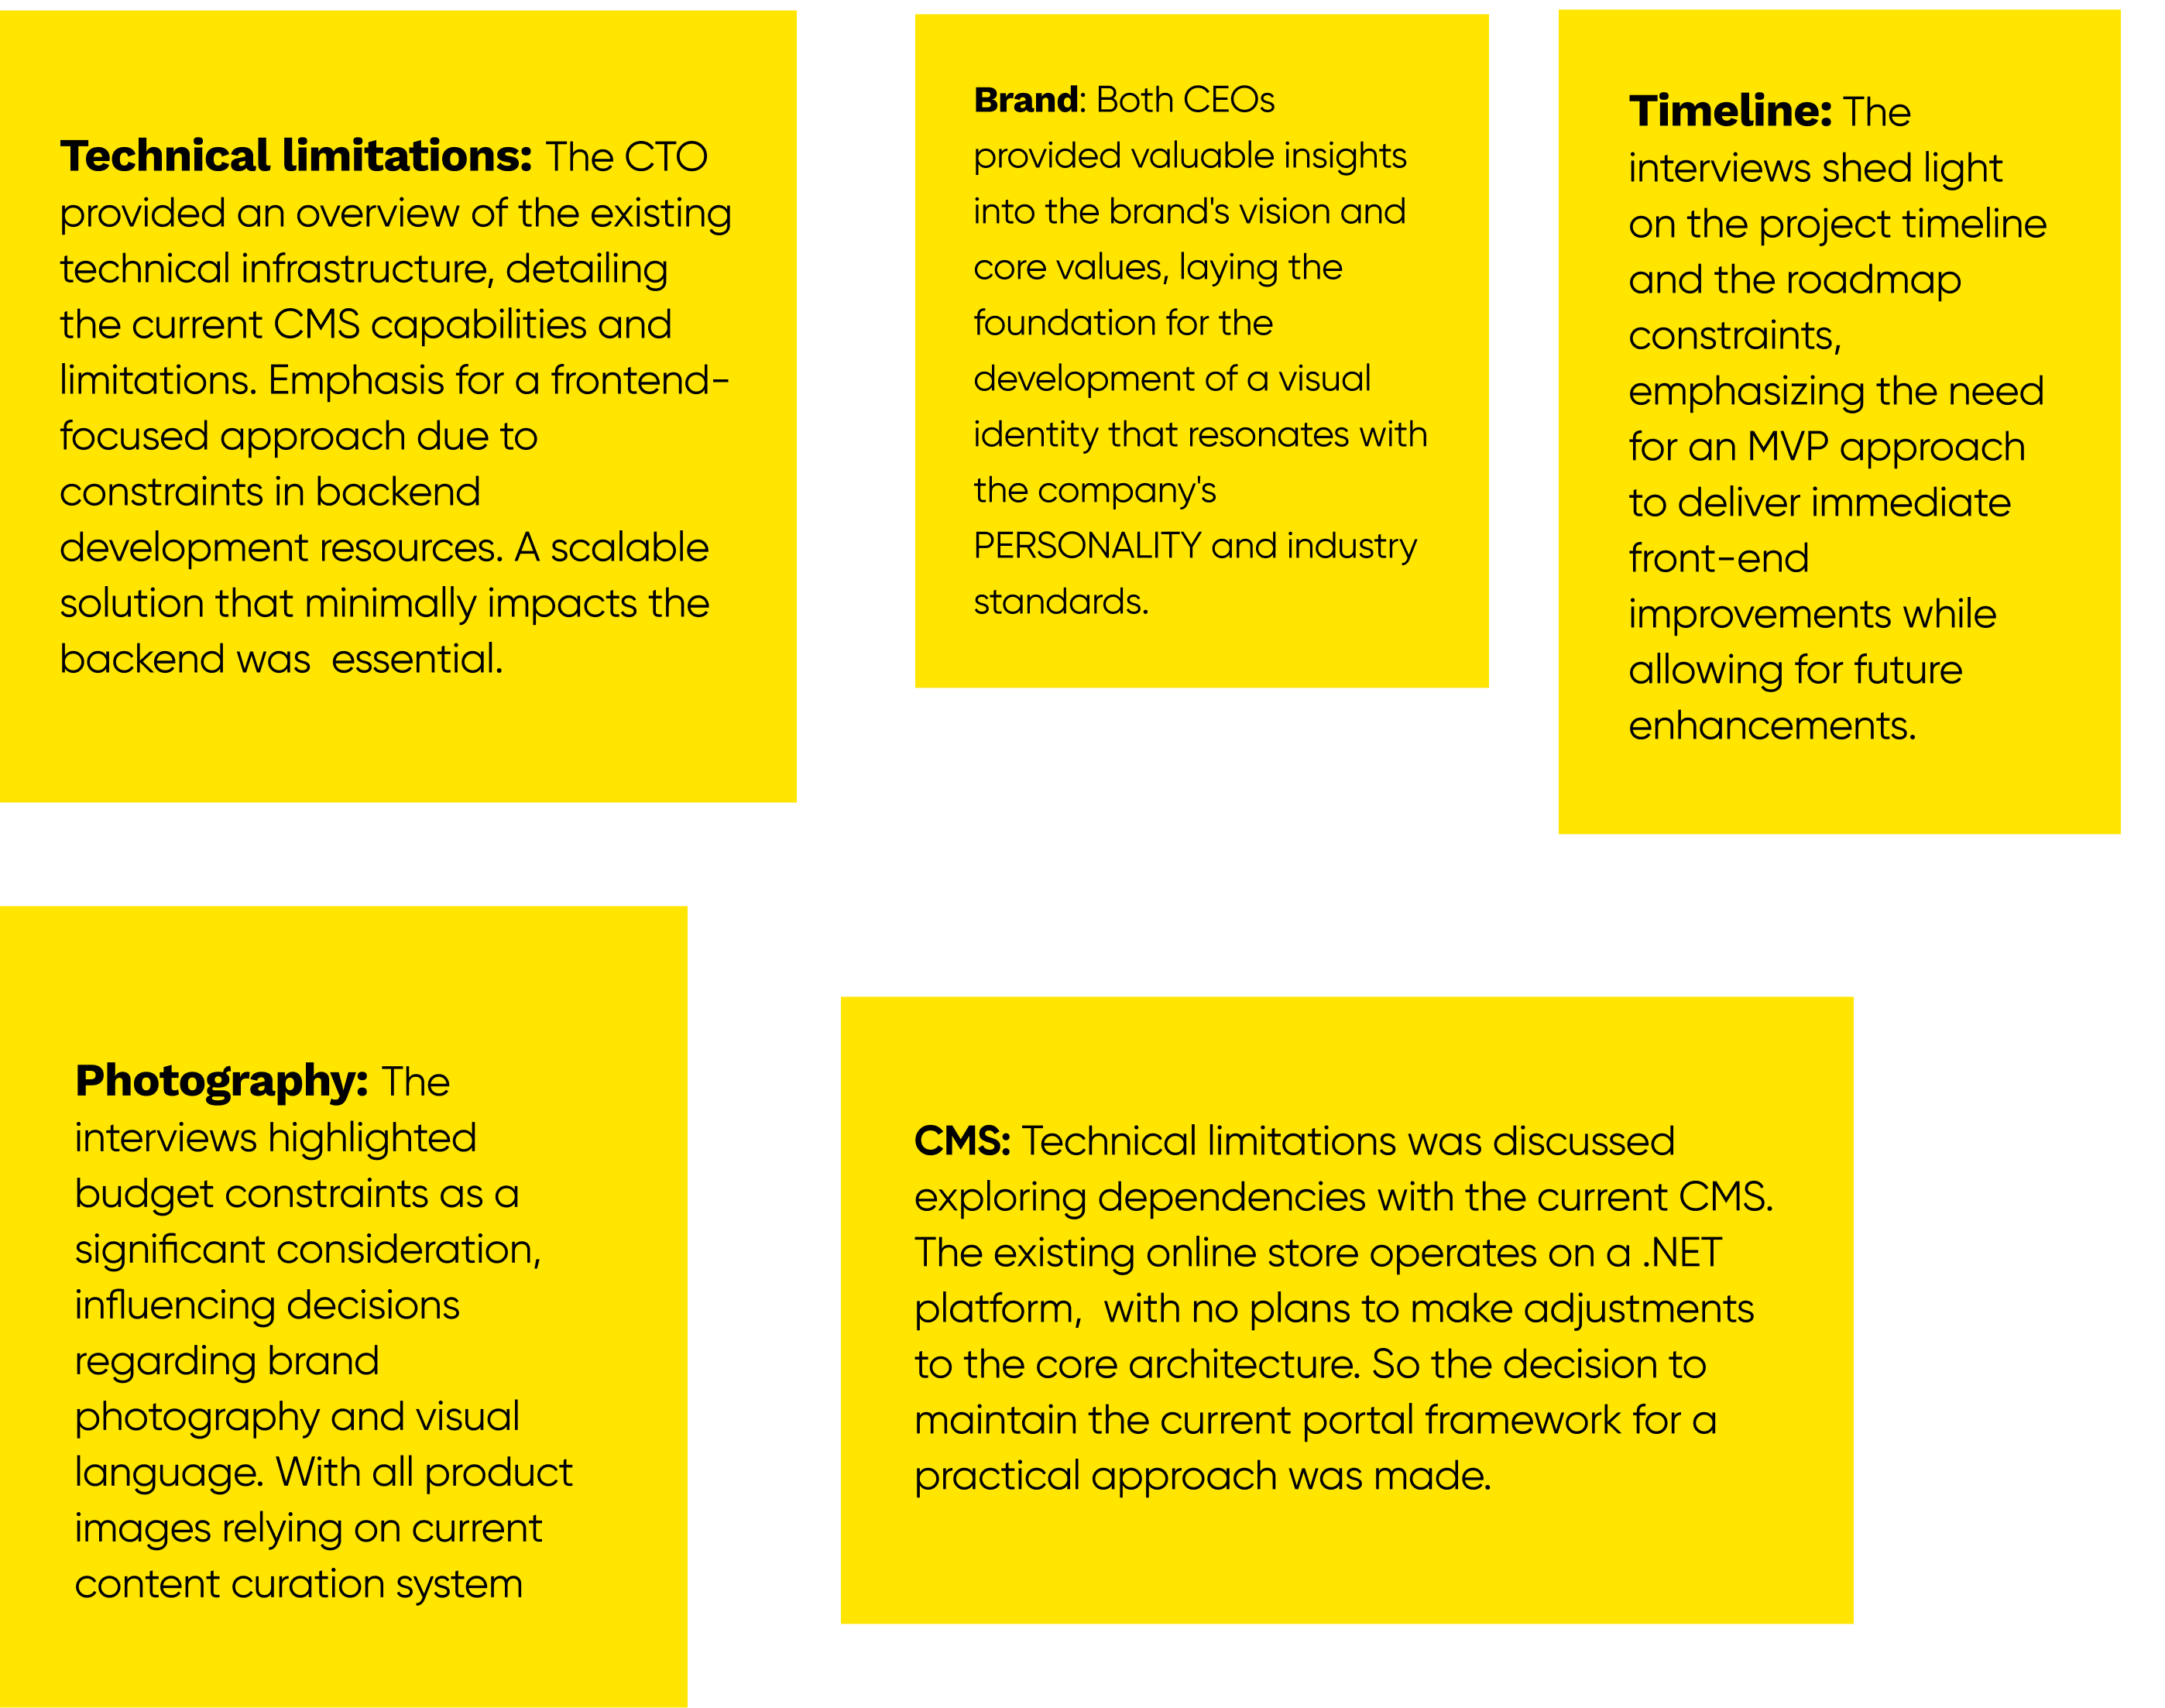 Technical limitations: The CTO
provided an overview of the existing
technical infrastructure, detailing
the current CMS capabilities and
limitations. Emphasis for a frontend-
focused approach due to
constraints in backend
development resources. A scalable
solution that minimally impacts the
backend was  essential.
Brand: Both CEOs
provided valuable insights
into the brand's vision and
core values, laying the
foundation for the
development of a visual
identity that resonates with
the company's
PERSONALITY and industry
standards.
Timeline: The
interviews shed light
on the project timeline
and the roadmap
constraints,
emphasizing the need
for an MVP approach
to deliver immediate
front-end
improvements while
allowing for future
enhancements.
Photography: The
interviews highlighted
budget constraints as a
significant consideration,
influencing decisions
regarding brand
photography and visual
language. With all product
images relying on current
content curation system
CMS: Technical limitations was discussed
exploring dependencies with the current CMS.
The existing online store operates on a .NET
platform,  with no plans to make adjustments
to the core architecture. So the decision to
maintain the current portal framework for a
practical approach was made.